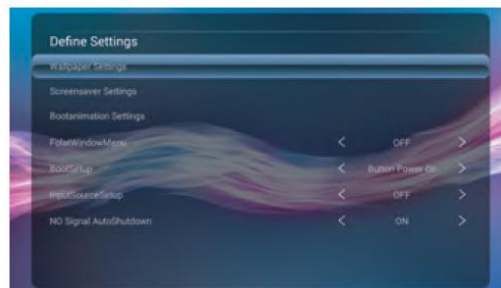 Define Settings
Wallpaper Settings
Screensaver Settings
Bootanimation Settings
FolatWindowMenu < OFF >
BootSetup < Button Power On >
InputSourceSetup < OFF >
NO Signal AutoShutdown < ON >